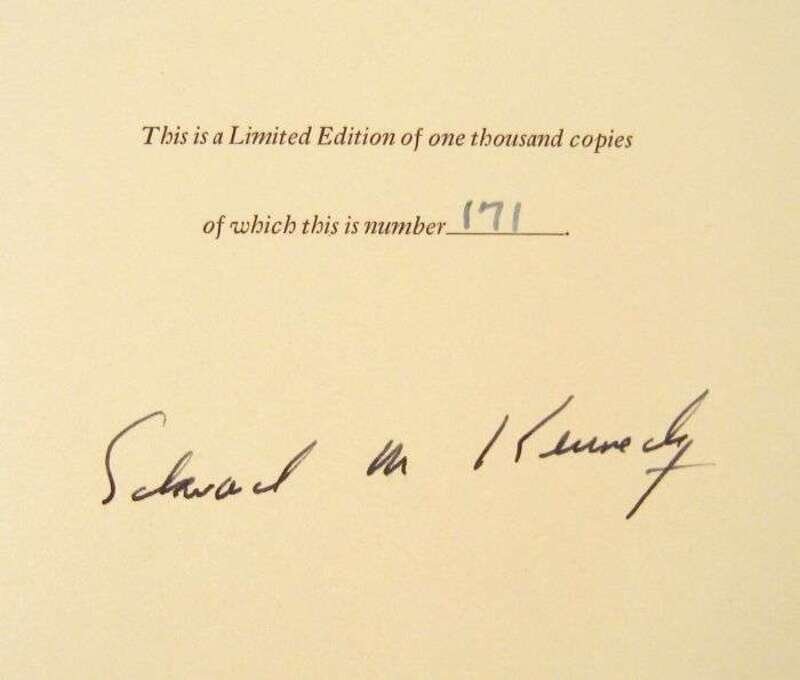 This is a Limited Edition of one thousand copies
of which this is number 171.
Edward M Kennedy